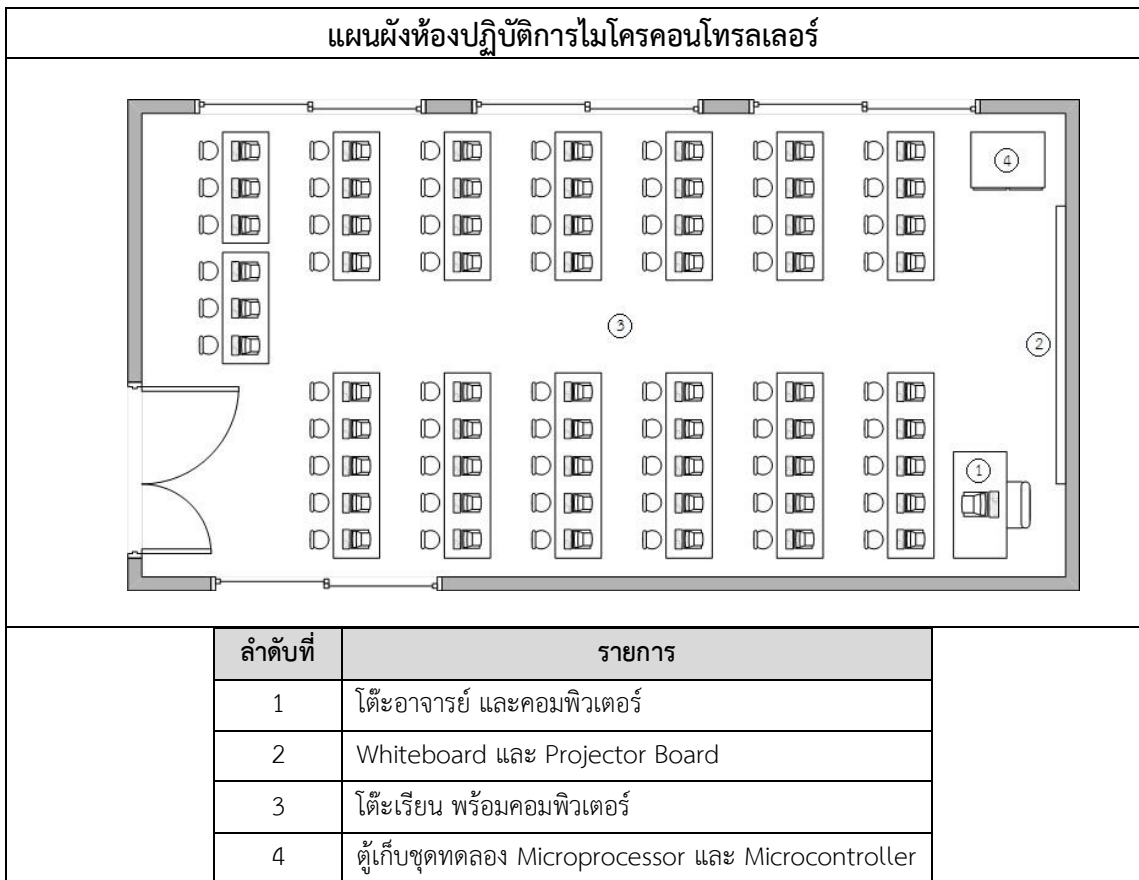 แผนผังห้องปฏิบัติการไมโครคอนโทรลเลอร์
4
3
2
1
ลำดับที่ รายการ
1 โต๊ะอาจารย์ และคอมพิวเตอร์
2 Whiteboard และ Projector Board
3 โต๊ะเรียน พร้อมคอมพิวเตอร์
4 ตู้เก็บชุดทดลอง Microprocessor และ Microcontroller